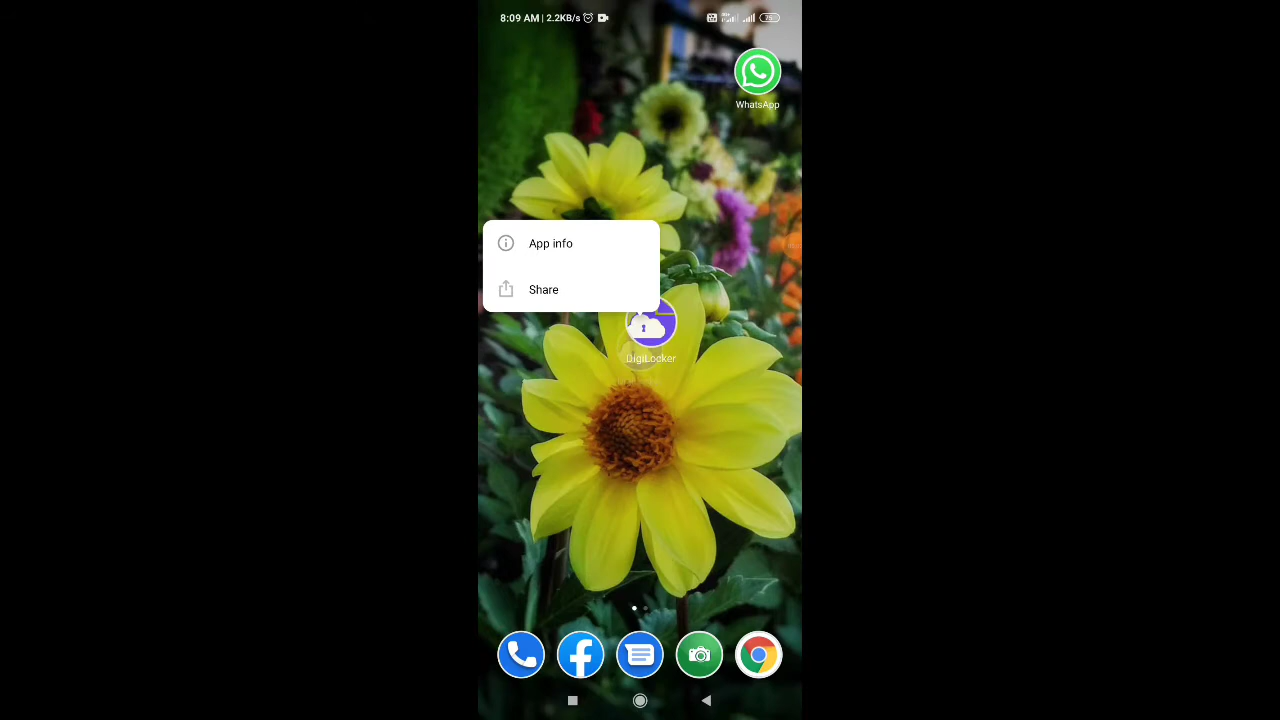 8:09 AM | 2.2KB/s
WhatsApp
App info
Share
DigiLocker